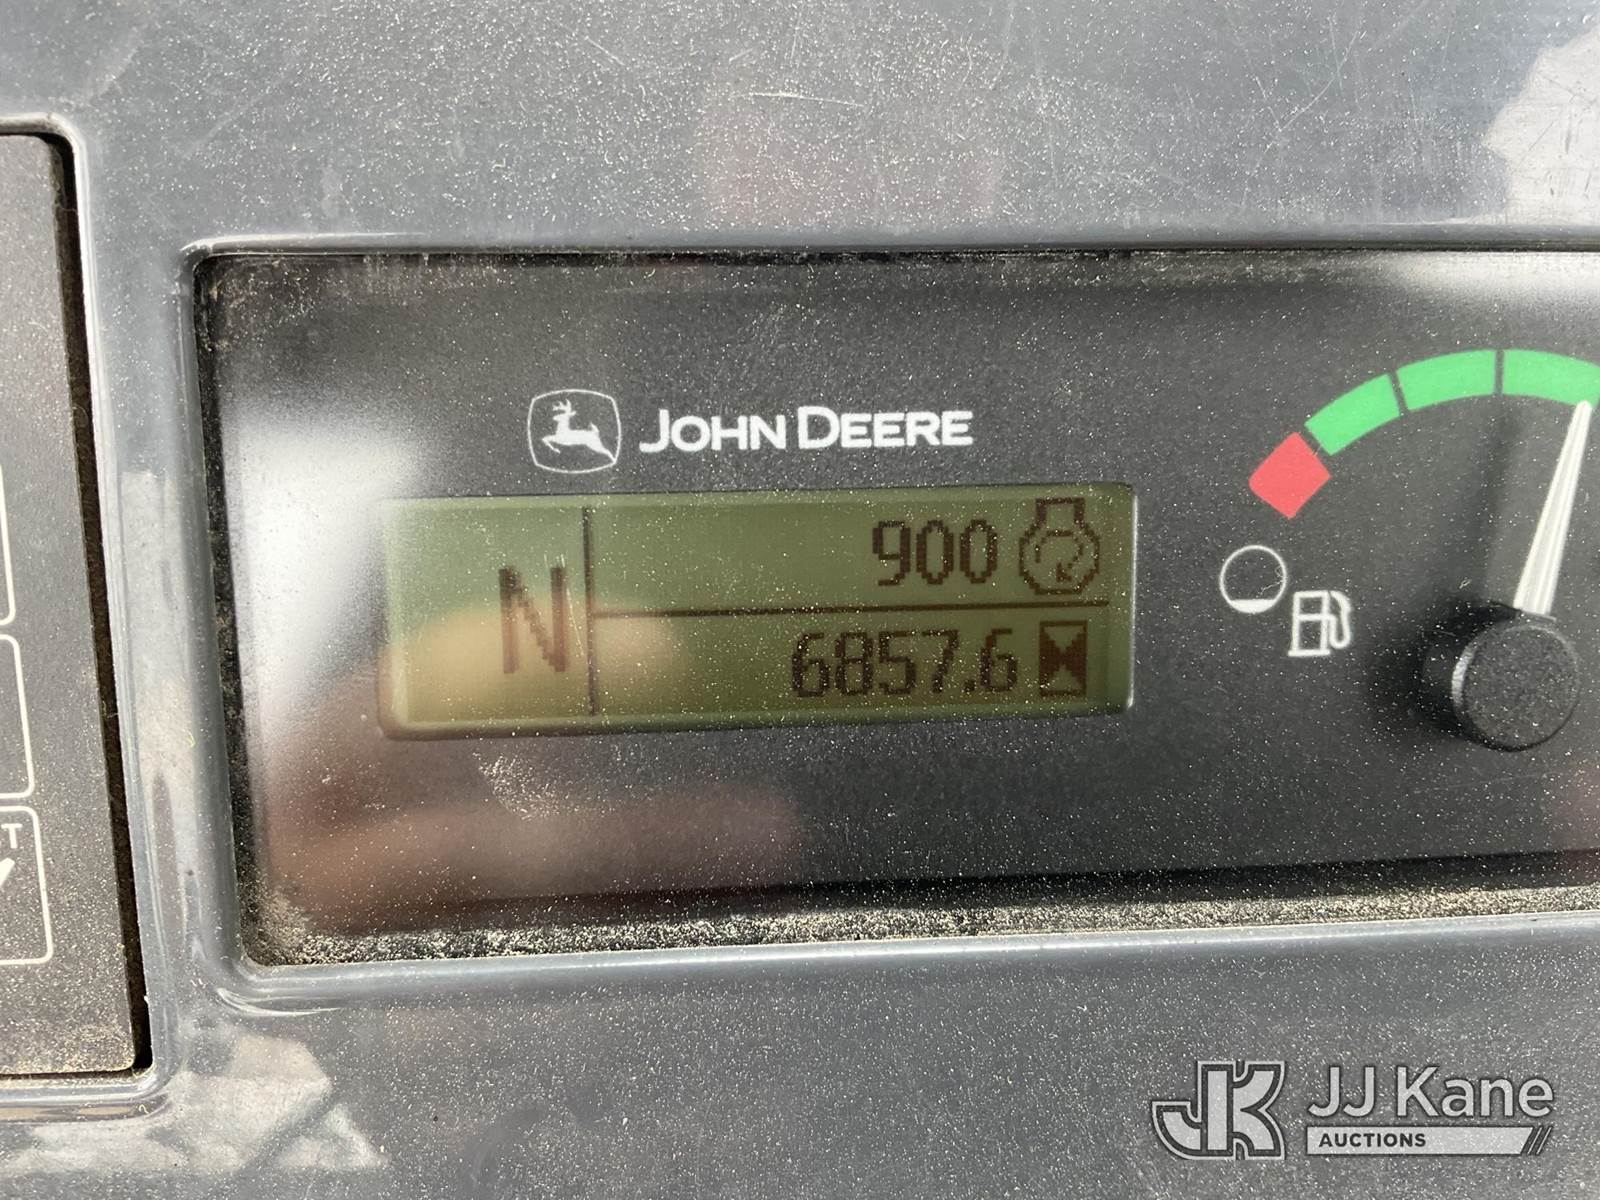 JOHN DEERE
N
900
6857.6
T
JJ Kane
AUCTIONS